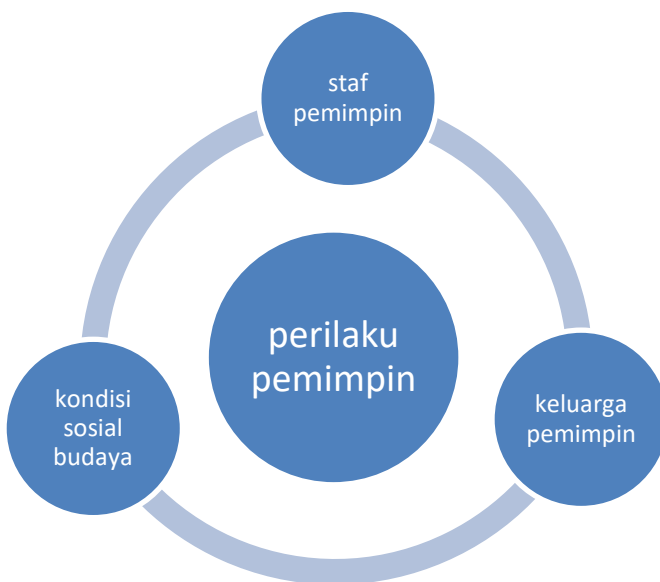 staf
pemimpin
perilaku
pemimpin
keluarga
pemimpin
kondisi
sosial
budaya